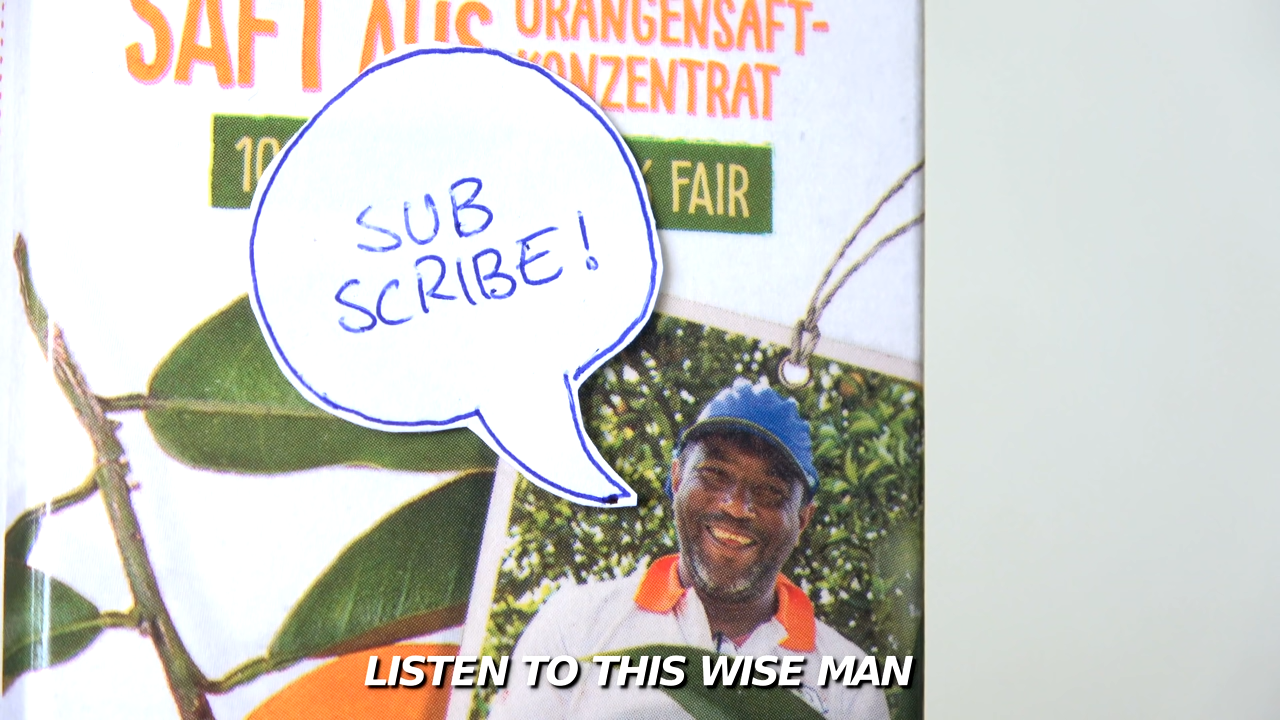 SAFT AUS
ORANGENSAFT-
KONZENTRAT
FAIR
SUB
SCRIBE!
LISTEN TO THIS WISE MAN